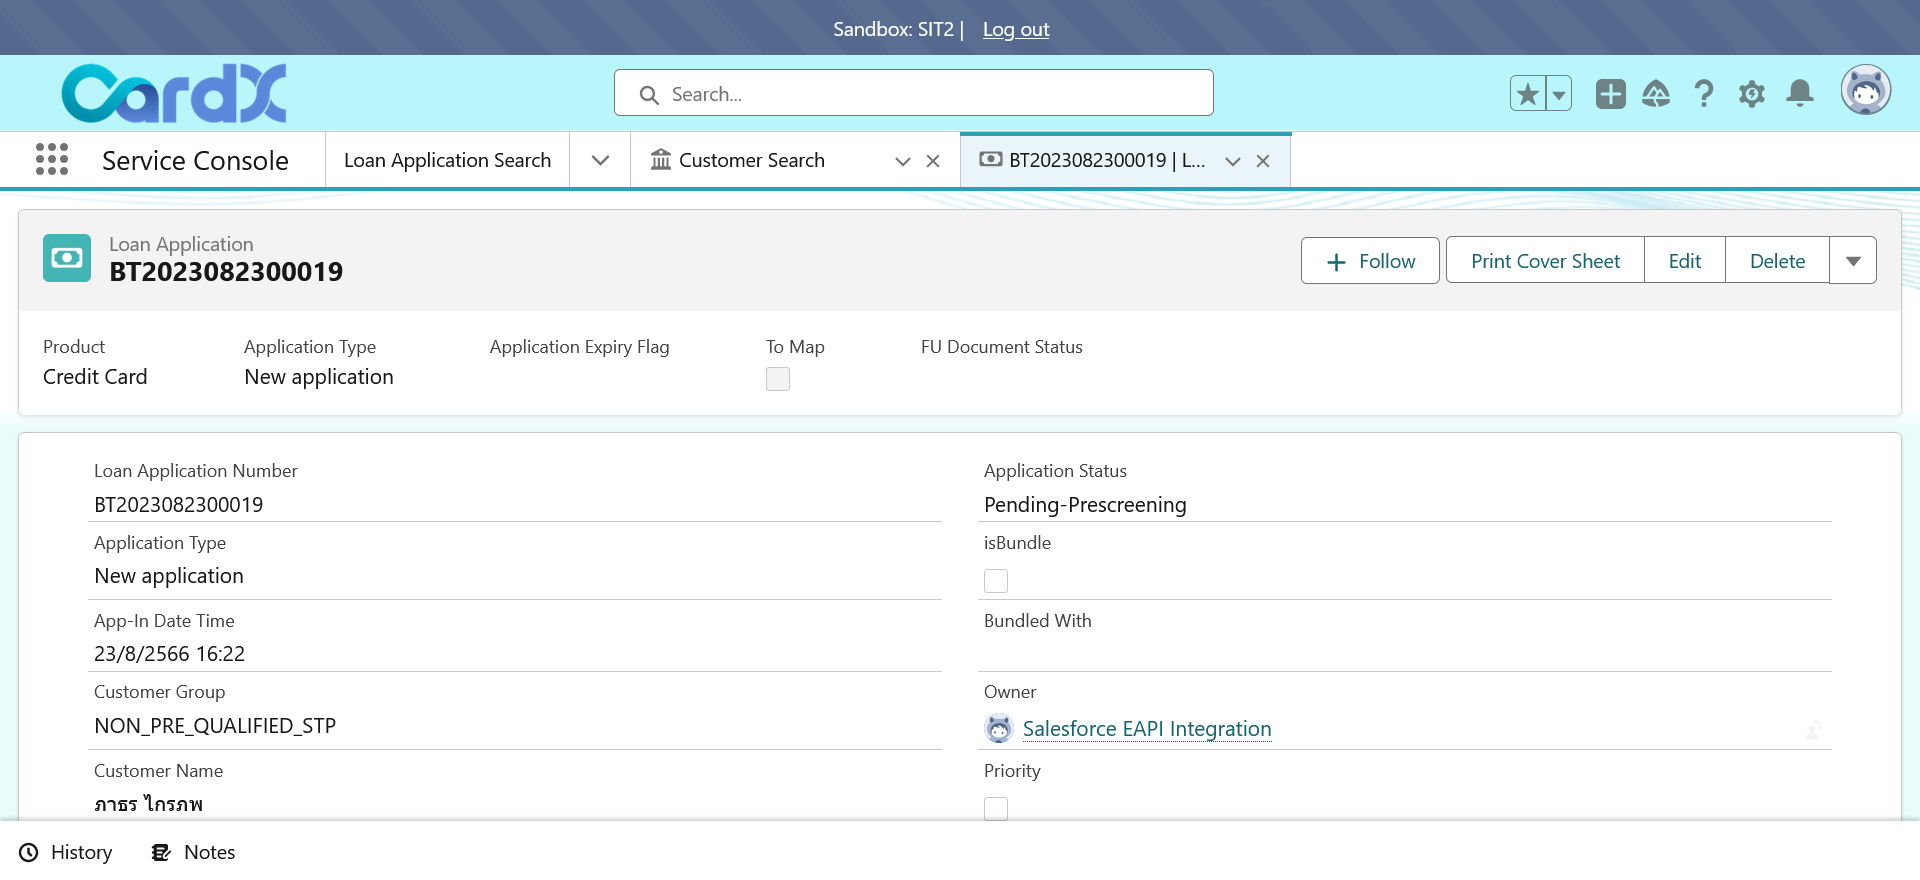 Sandbox: SIT2 | Log out
CardX
Search...
Service Console
Loan Application Search
Customer Search
BT2023082300019 | L...
Loan Application
BT2023082300019
Follow
Print Cover Sheet
Edit
Delete
Product
Application Type
Application Expiry Flag
To Map
FU Document Status
Credit Card
New application
Loan Application Number
BT2023082300019
Application Status
Pending-Prescreening
Application Type
New application
isBundle
App-In Date Time
23/8/2566 16:22
Bundled With
Customer Group
NON_PRE_QUALIFIED_STP
Owner
Salesforce EAPI Integration
Customer Name
ภาธร ไกรภพ
Priority
History
Notes